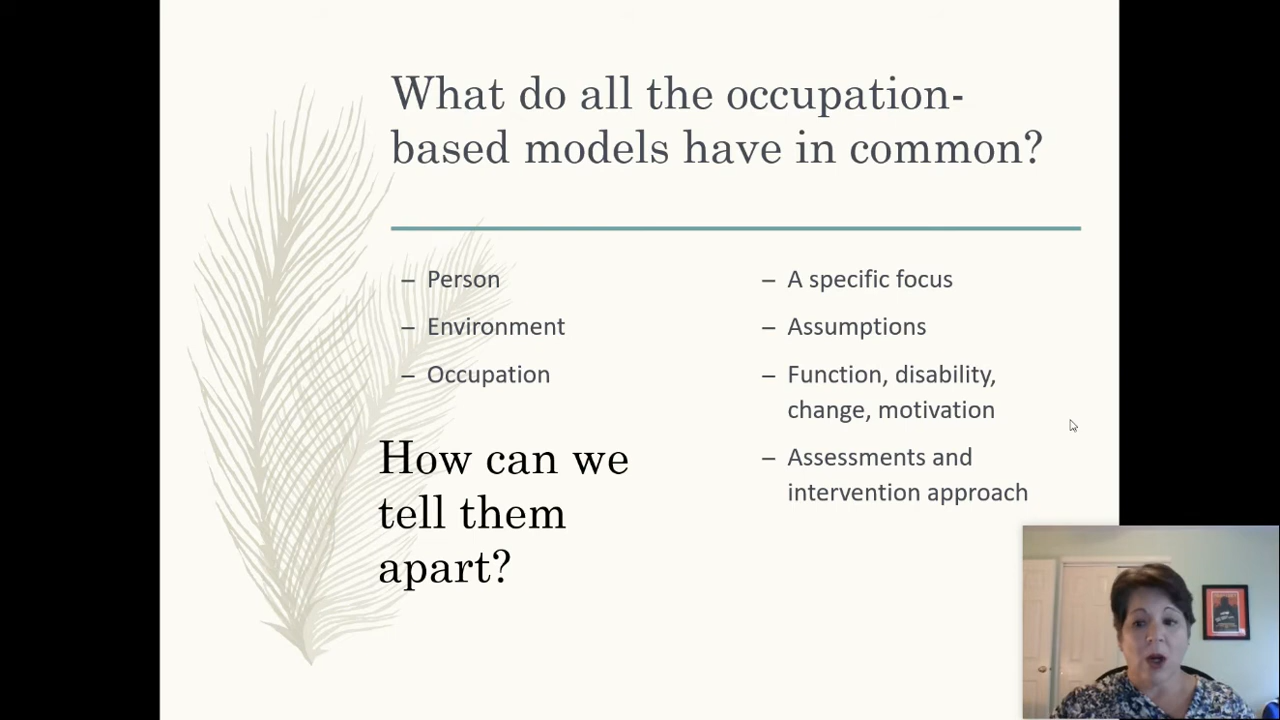 What do all the occupation-
based models have in common?
– Person
– Environment
– Occupation
– A specific focus
– Assumptions
– Function, disability,
change, motivation
– Assessments and
intervention approach
How can we
tell them
apart?